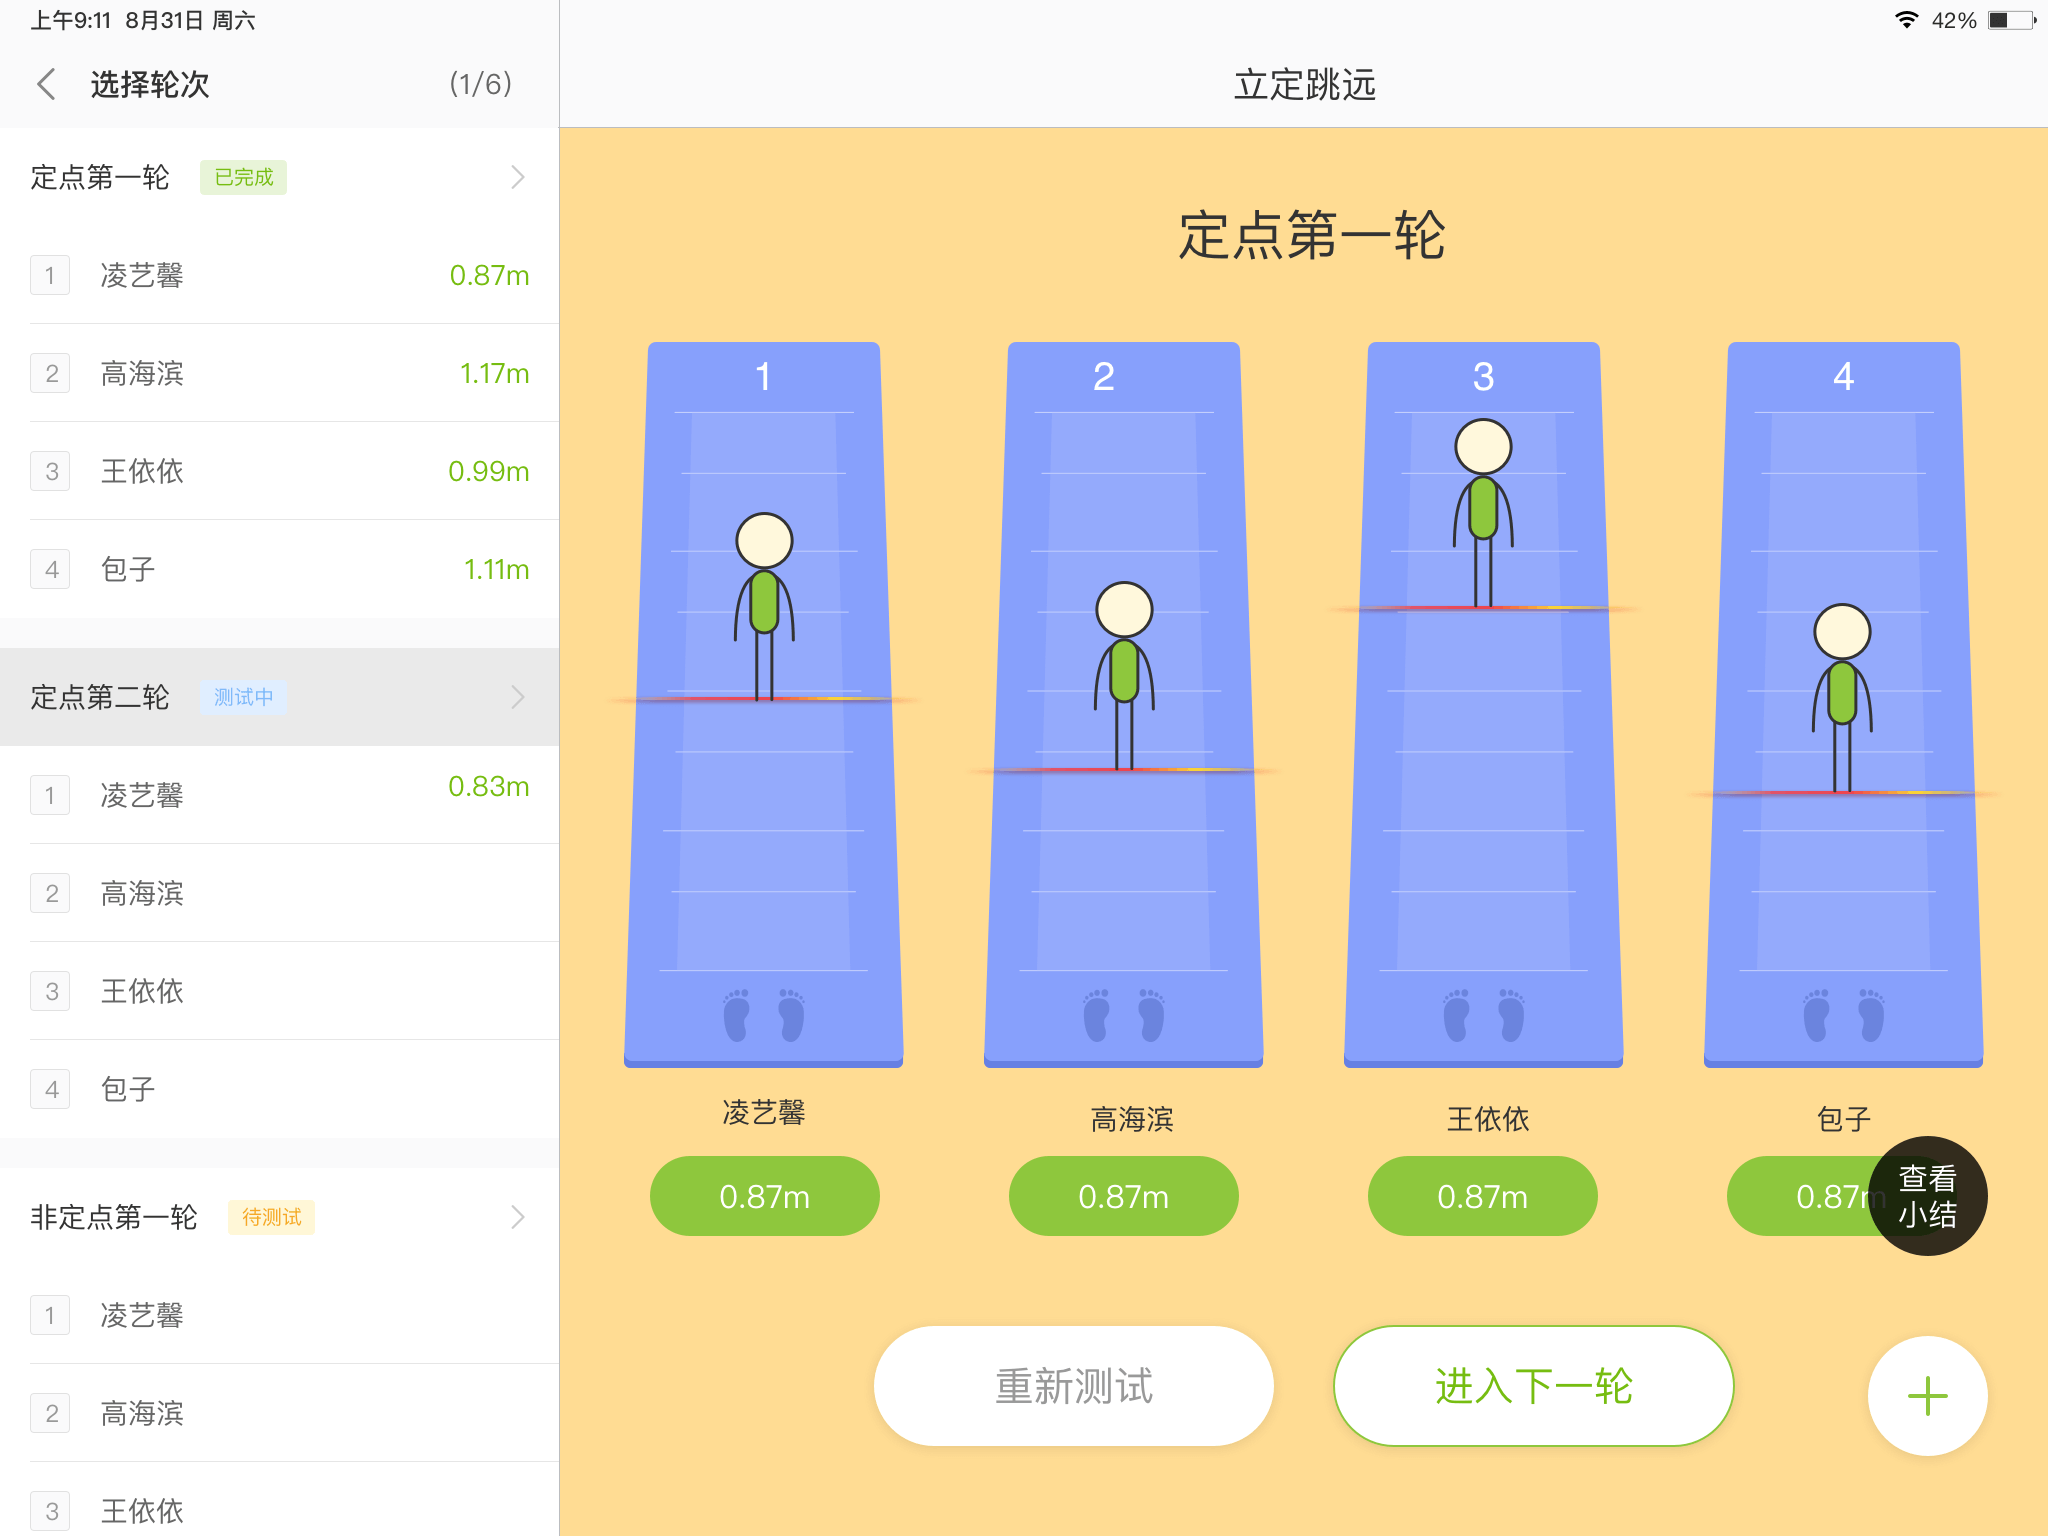 上午9:11 8月31日 周六
42%
选择轮次
(1/6)
立定跳远
定点第一轮 已完成
1 凌艺馨 0.87m
2 高海滨 1.17m
3 王依依 0.99m
4 包子 1.11m
定点第二轮 测试中
1 凌艺馨 0.83m
2 高海滨
3 王依依
4 包子
非定点第一轮 待测试
1 凌艺馨
2 高海滨
3 王依依
定点第一轮
1 2 3 4
凌艺馨 高海滨 王依依 包子
0.87m 0.87m 0.87m 0.87m
查看
小结
重新测试 进入下一轮